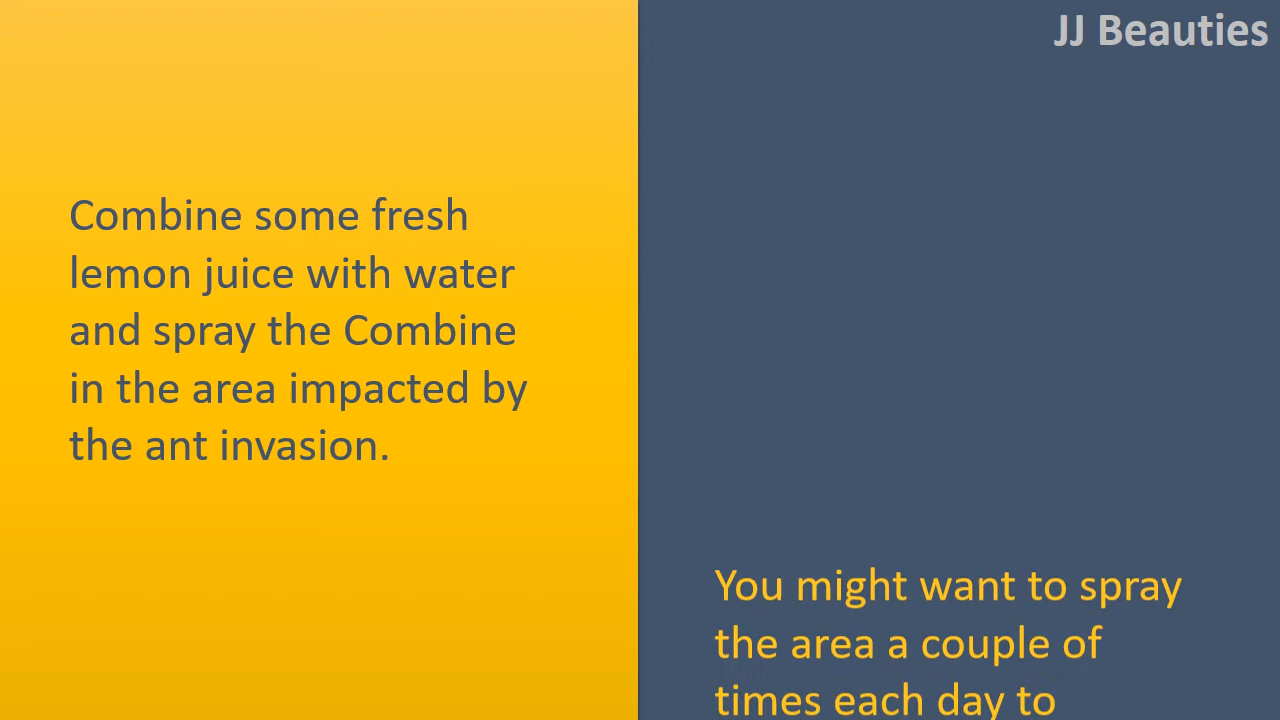 JJ Beauties
Combine some fresh
lemon juice with water
and spray the Combine
in the area impacted by
the ant invasion.
You might want to spray
the area a couple of
times each day to